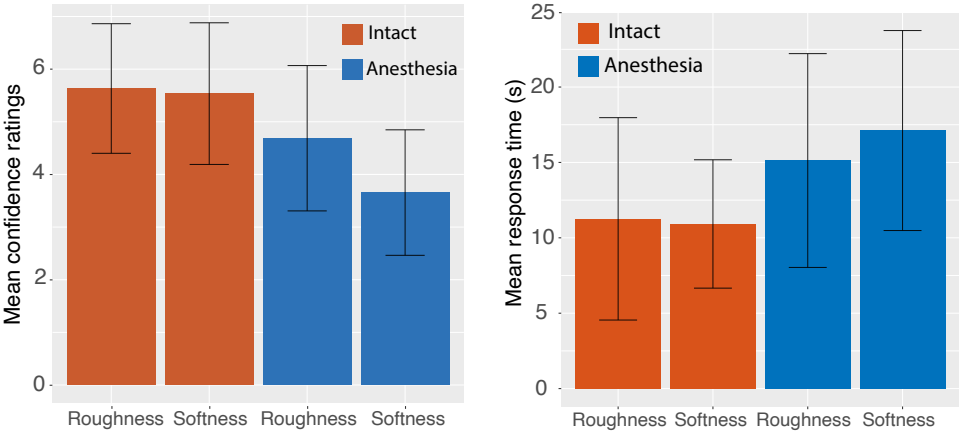 Mean confidence ratings
6
4
2
0
Intact
Anesthesia
Roughness Softness Roughness Softness
Mean response time (s)
25
20
15
10
5
0
Intact
Anesthesia
Roughness Softness Roughness Softness